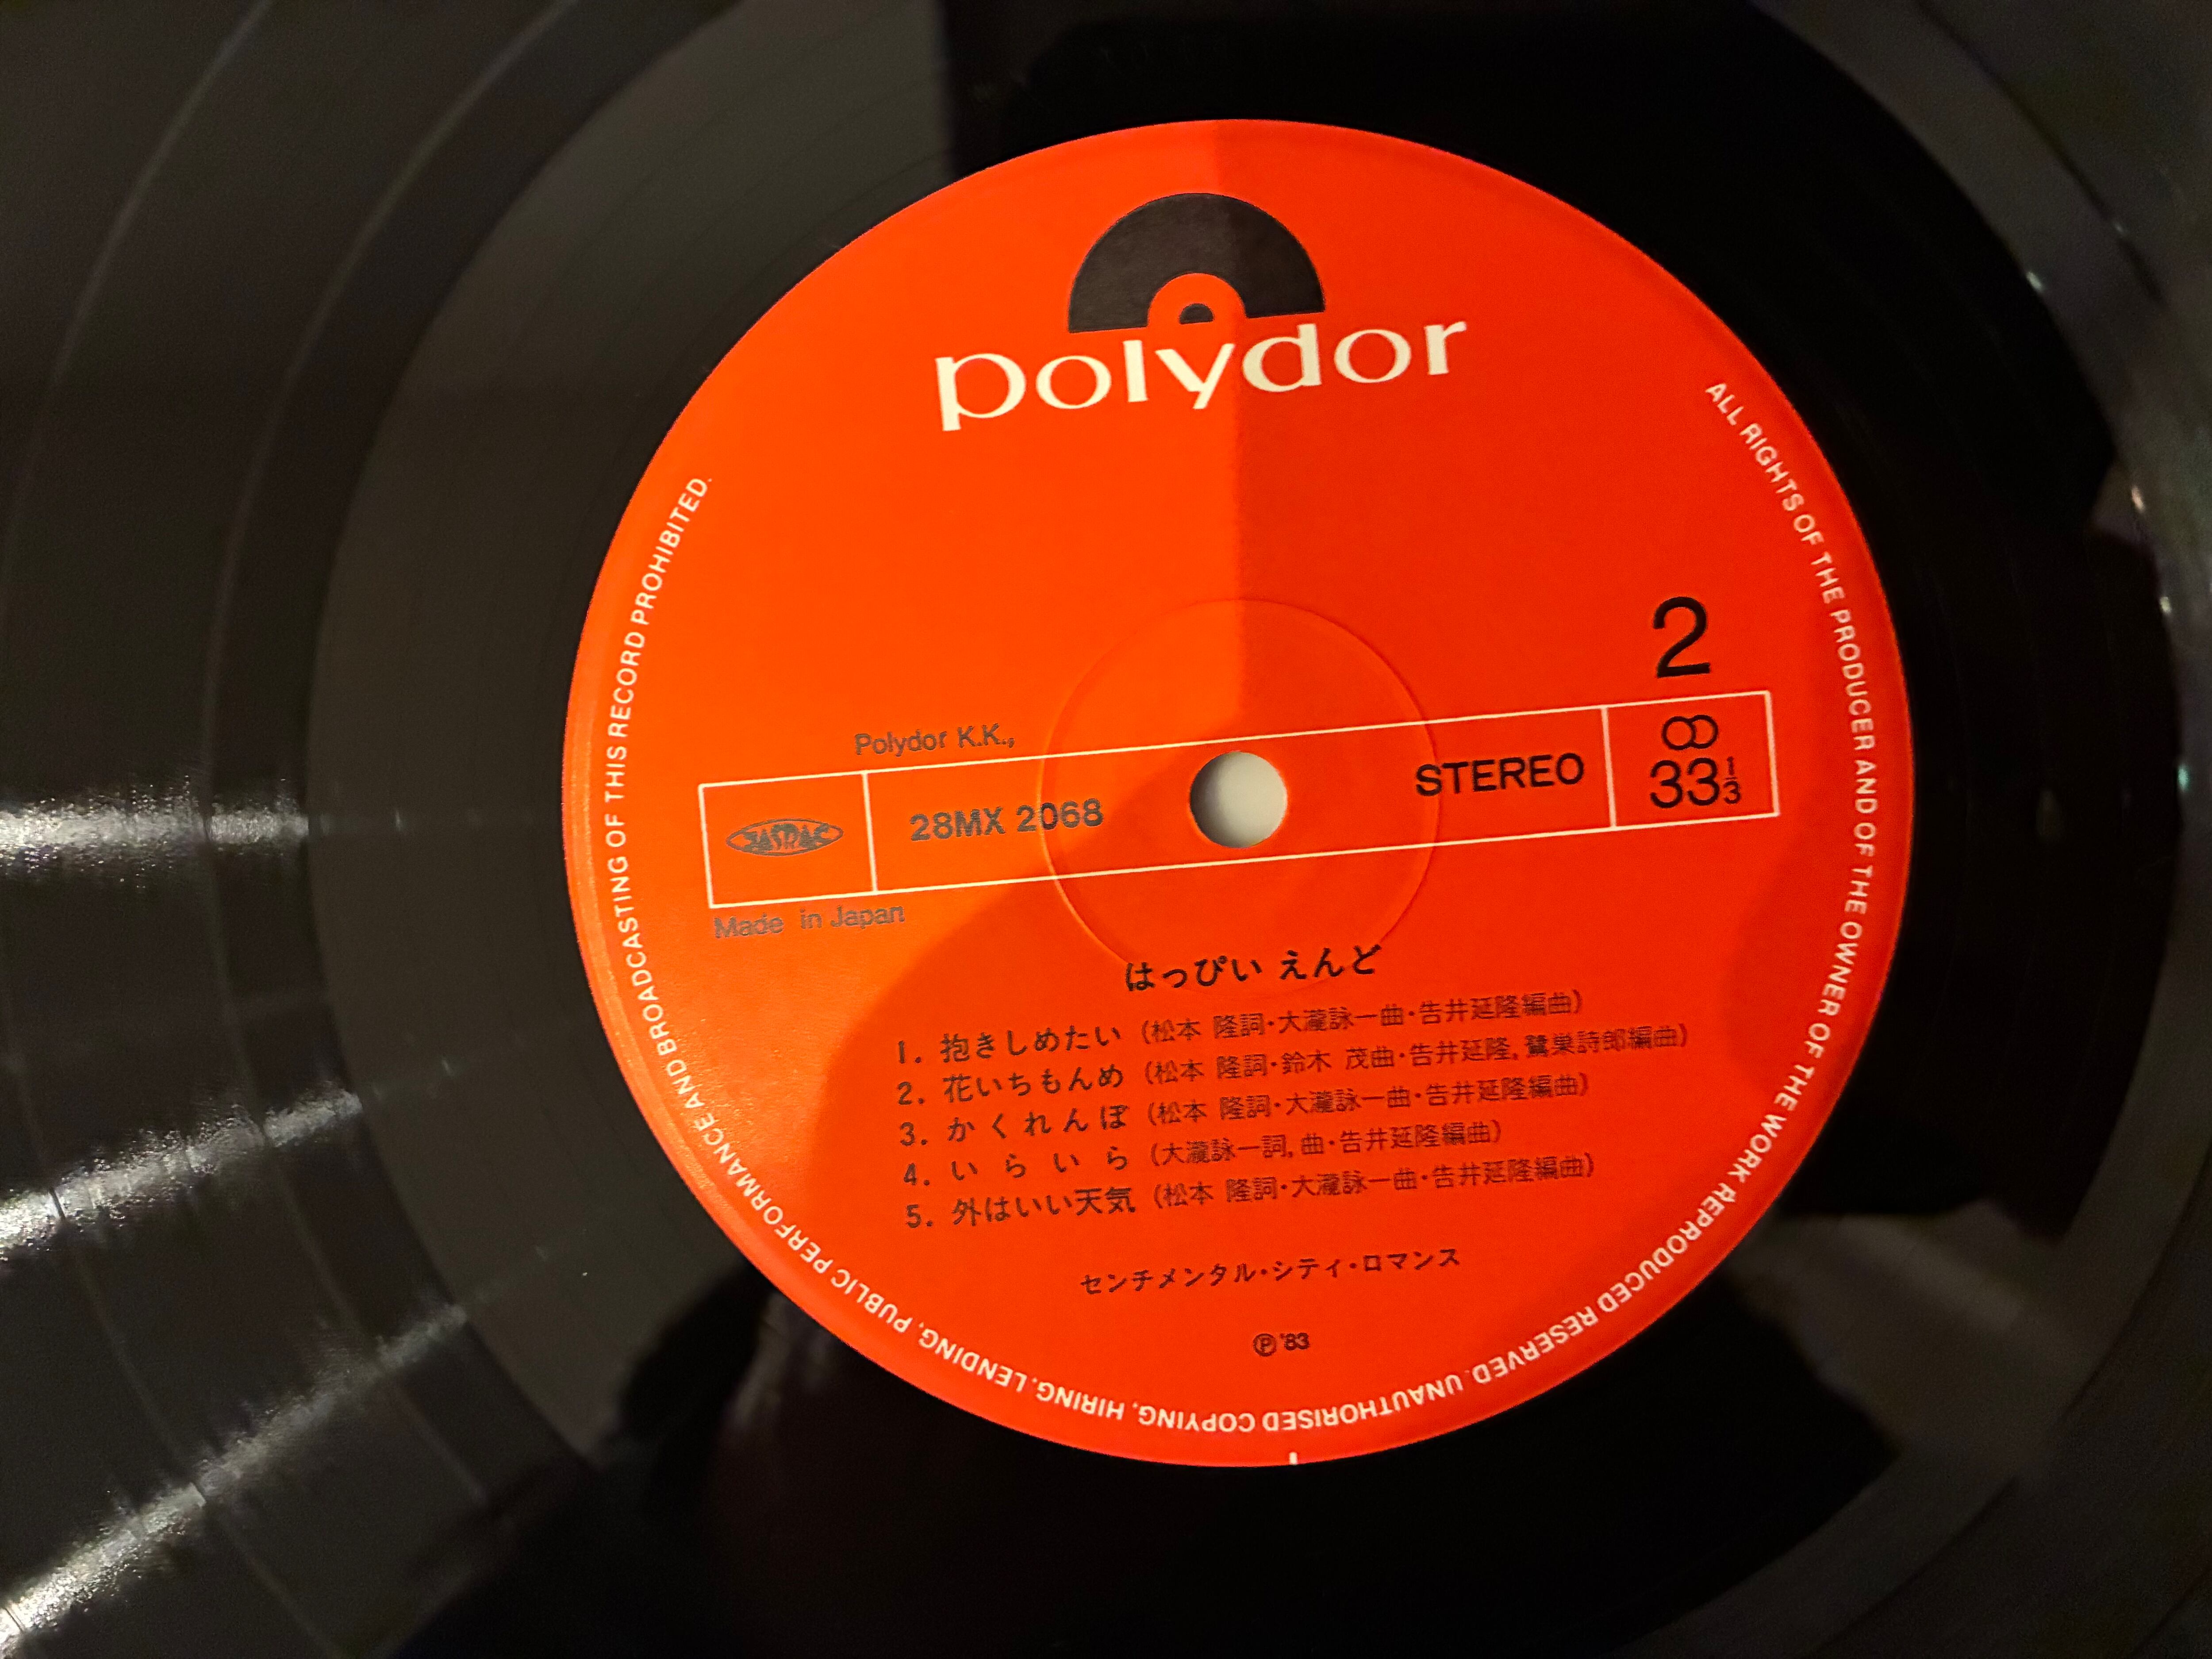 polydor
2
Polydor K.K.,
JASRAC
28MX 2068
STEREO
33 1/3
Made in Japan
はっぴい えんど
1. 抱きしめたい (松本 隆詞・大瀧詠一曲・告井延隆編曲)
2. 花いちもんめ (松本 隆詞・鈴木 茂曲・告井延隆, 鷺巣詩郎編曲)
3. かくれんぼ (松本 隆詞・大瀧詠一曲・告井延隆編曲)
4. いらいら (大瀧詠一詞, 曲・告井延隆編曲)
5. 外はいい天気 (松本 隆詞・大瀧詠一曲・告井延隆編曲)
センチメンタル・シティ・ロマンス
Ⓟ'83
ALL RIGHTS OF THE PRODUCER AND OF THE OWNER OF THE WORK REPRODUCED RESERVED. UNAUTHORISED COPYING, HIRING, LENDING, PUBLIC PERFORMANCE AND BROADCASTING OF THIS RECORD PROHIBITED.